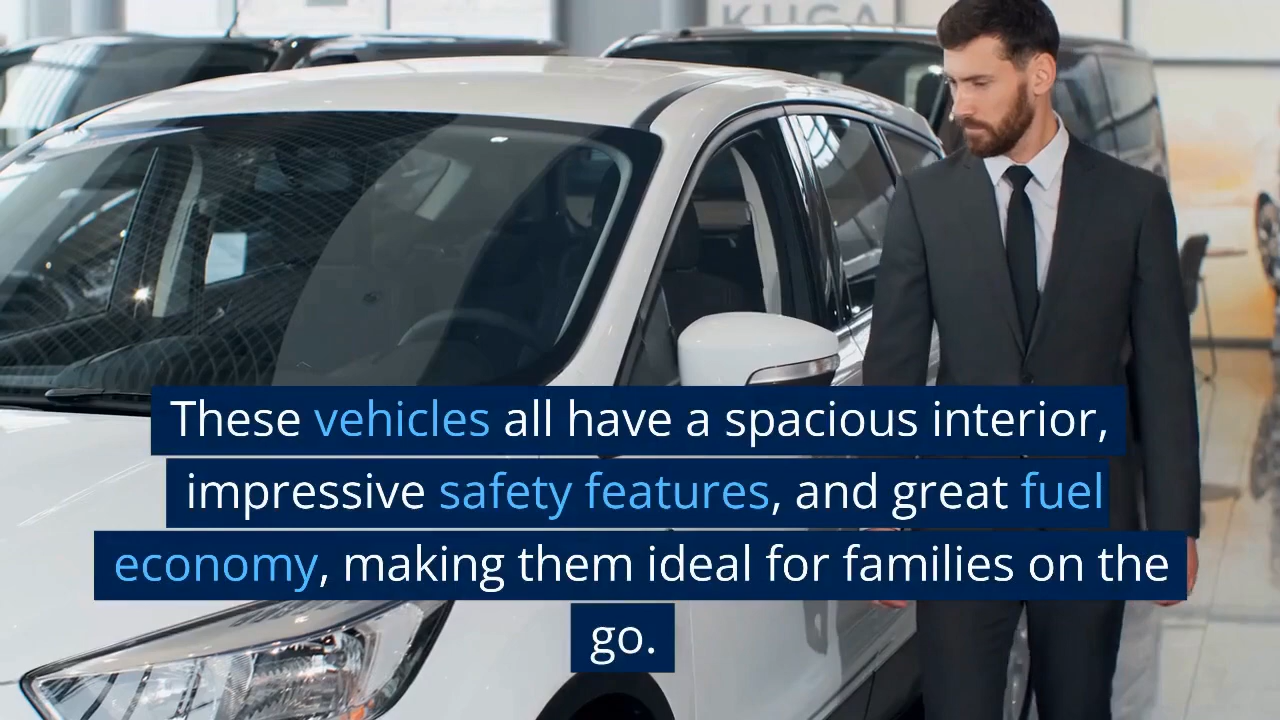 KUGA
These vehicles all have a spacious interior,
impressive safety features, and great fuel
economy, making them ideal for families on the
go.